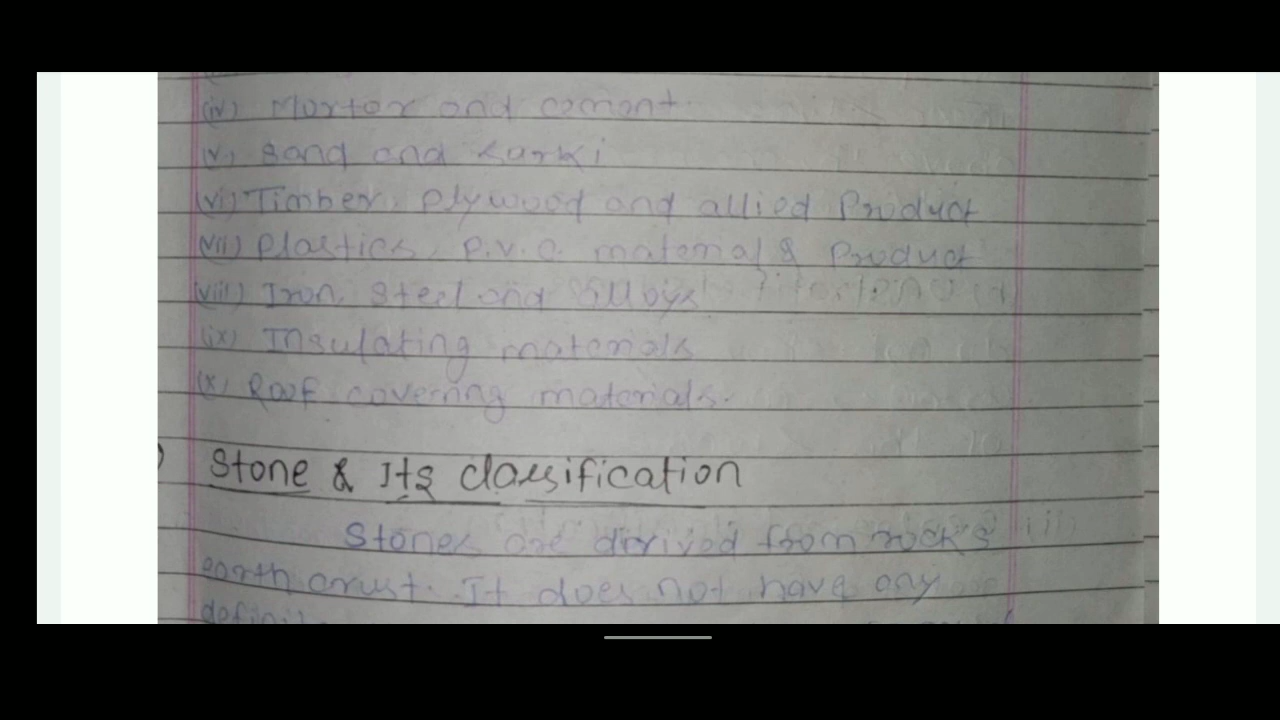 (iv) Mortor and cement.
(v) Sand and surki
(vi) Timber, Plywood and allied Product
(vii) Plastics, P.V.C. material & Product
(viii) Iron, Steel and Alloys
(ix) Insulating materials
(x) Roof covering materials.
Stone & Its classification
Stones are dirived from rock's
earth crust. It does not have any